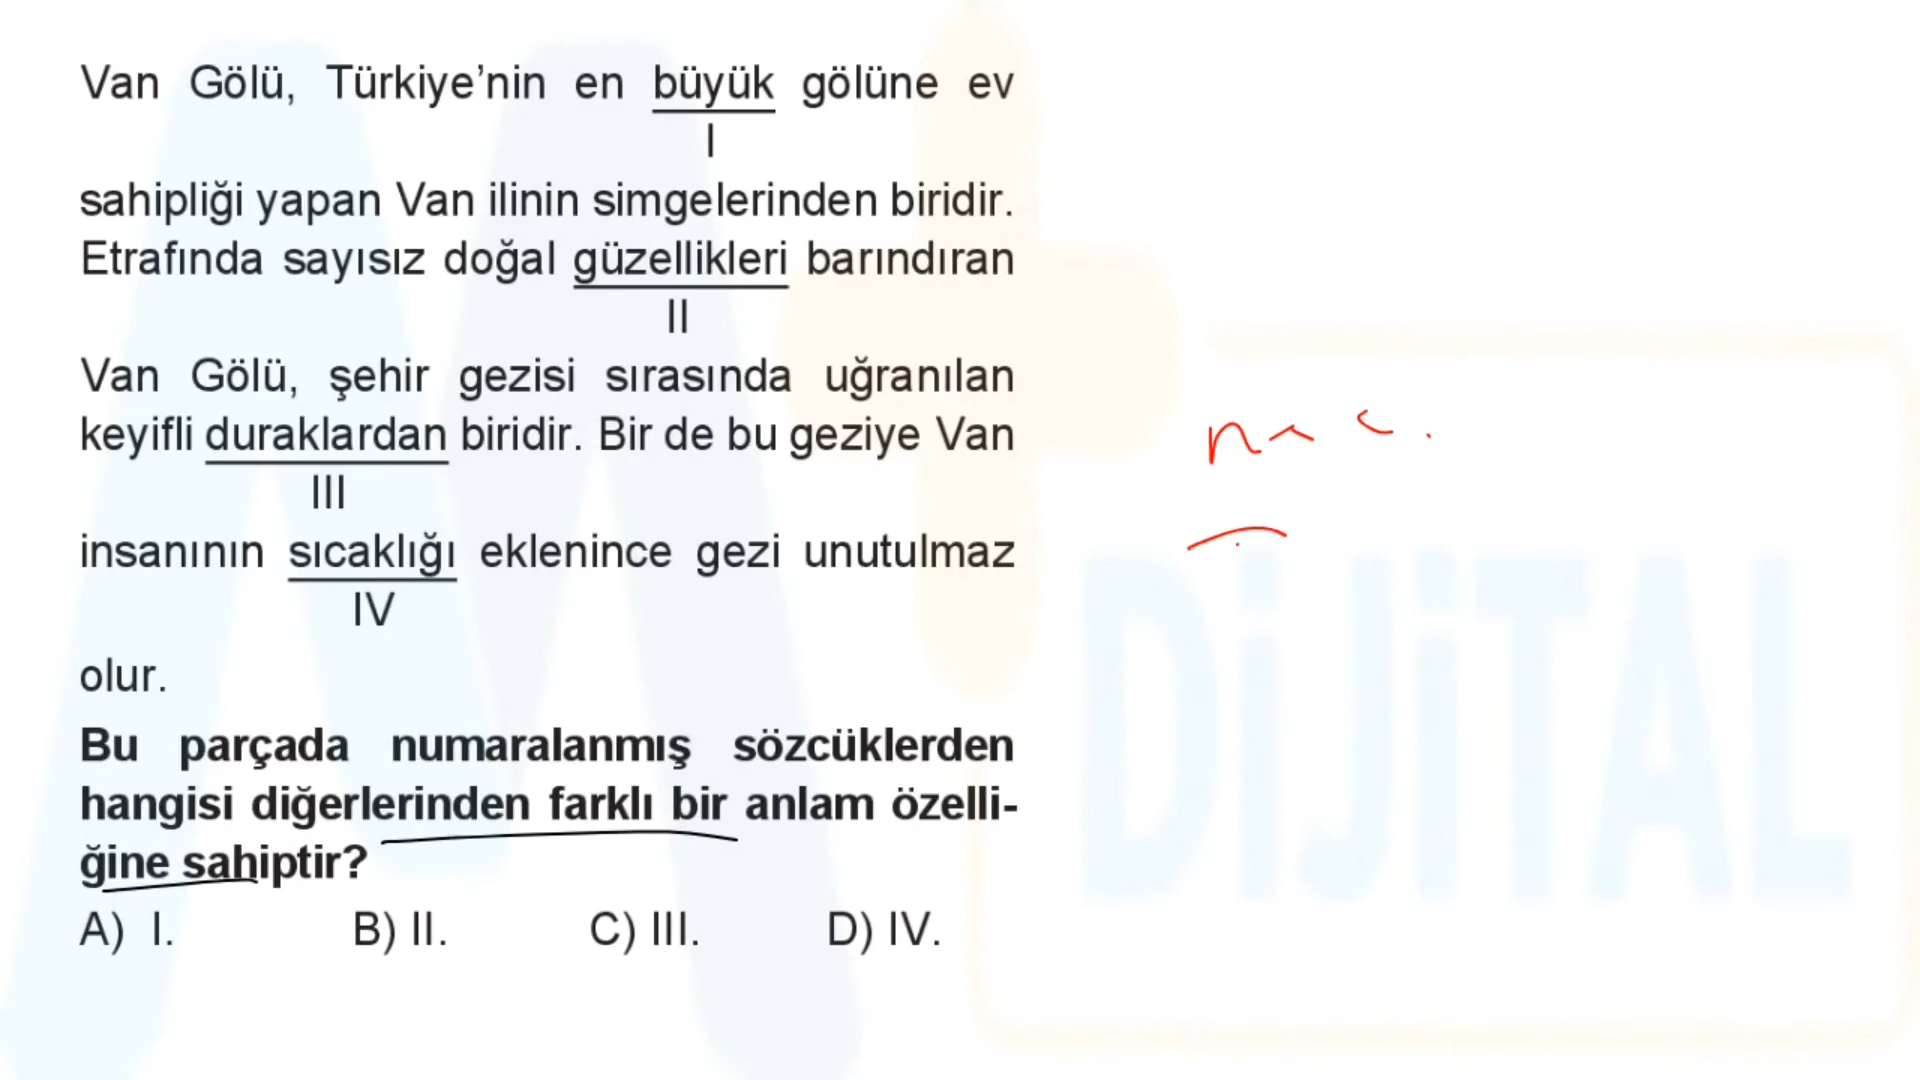 Van Gölü, Türkiye’nin en büyük gölüne ev
I
sahipliği yapan Van ilinin simgelerinden biridir.
Etrafında sayısız doğal güzellikleri barındıran
II
Van Gölü, şehir gezisi sırasında uğranılan
keyifli duraklardan biridir. Bir de bu geziye Van
III
insanının sıcaklığı eklenince gezi unutulmaz
IV
olur.
Bu parçada numaralanmış sözcüklerden
hangisi diğerlerinden farklı bir anlam özelli-
ğine sahiptir?
A) I. B) II. C) III. D) IV.
DİJİTAL